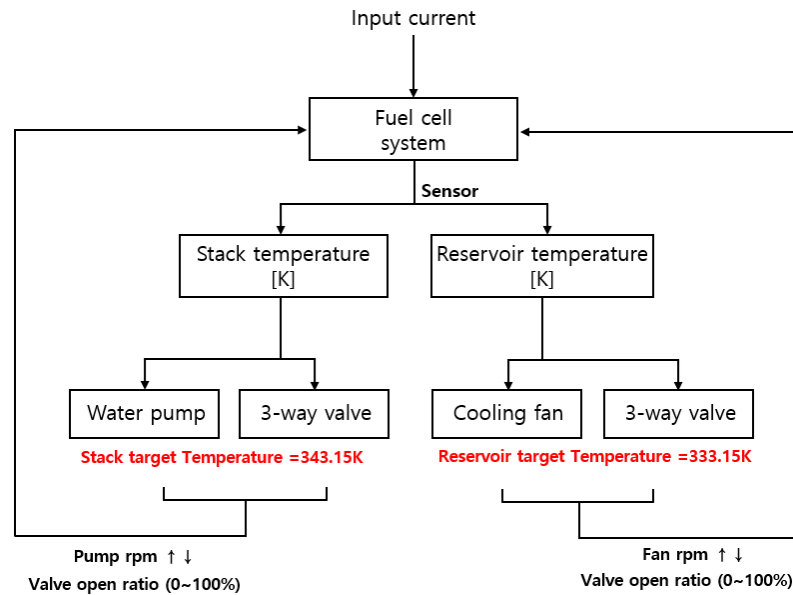 Input current
Fuel cell
system
Sensor
Stack temperature
[K]
Reservoir temperature
[K]
Water pump
3-way valve
Cooling fan
3-way valve
Stack target Temperature =343.15K
Reservoir target Temperature =333.15K
Pump rpm ↑ ↓
Valve open ratio (0~100%)
Fan rpm ↑ ↓
Valve open ratio (0~100%)